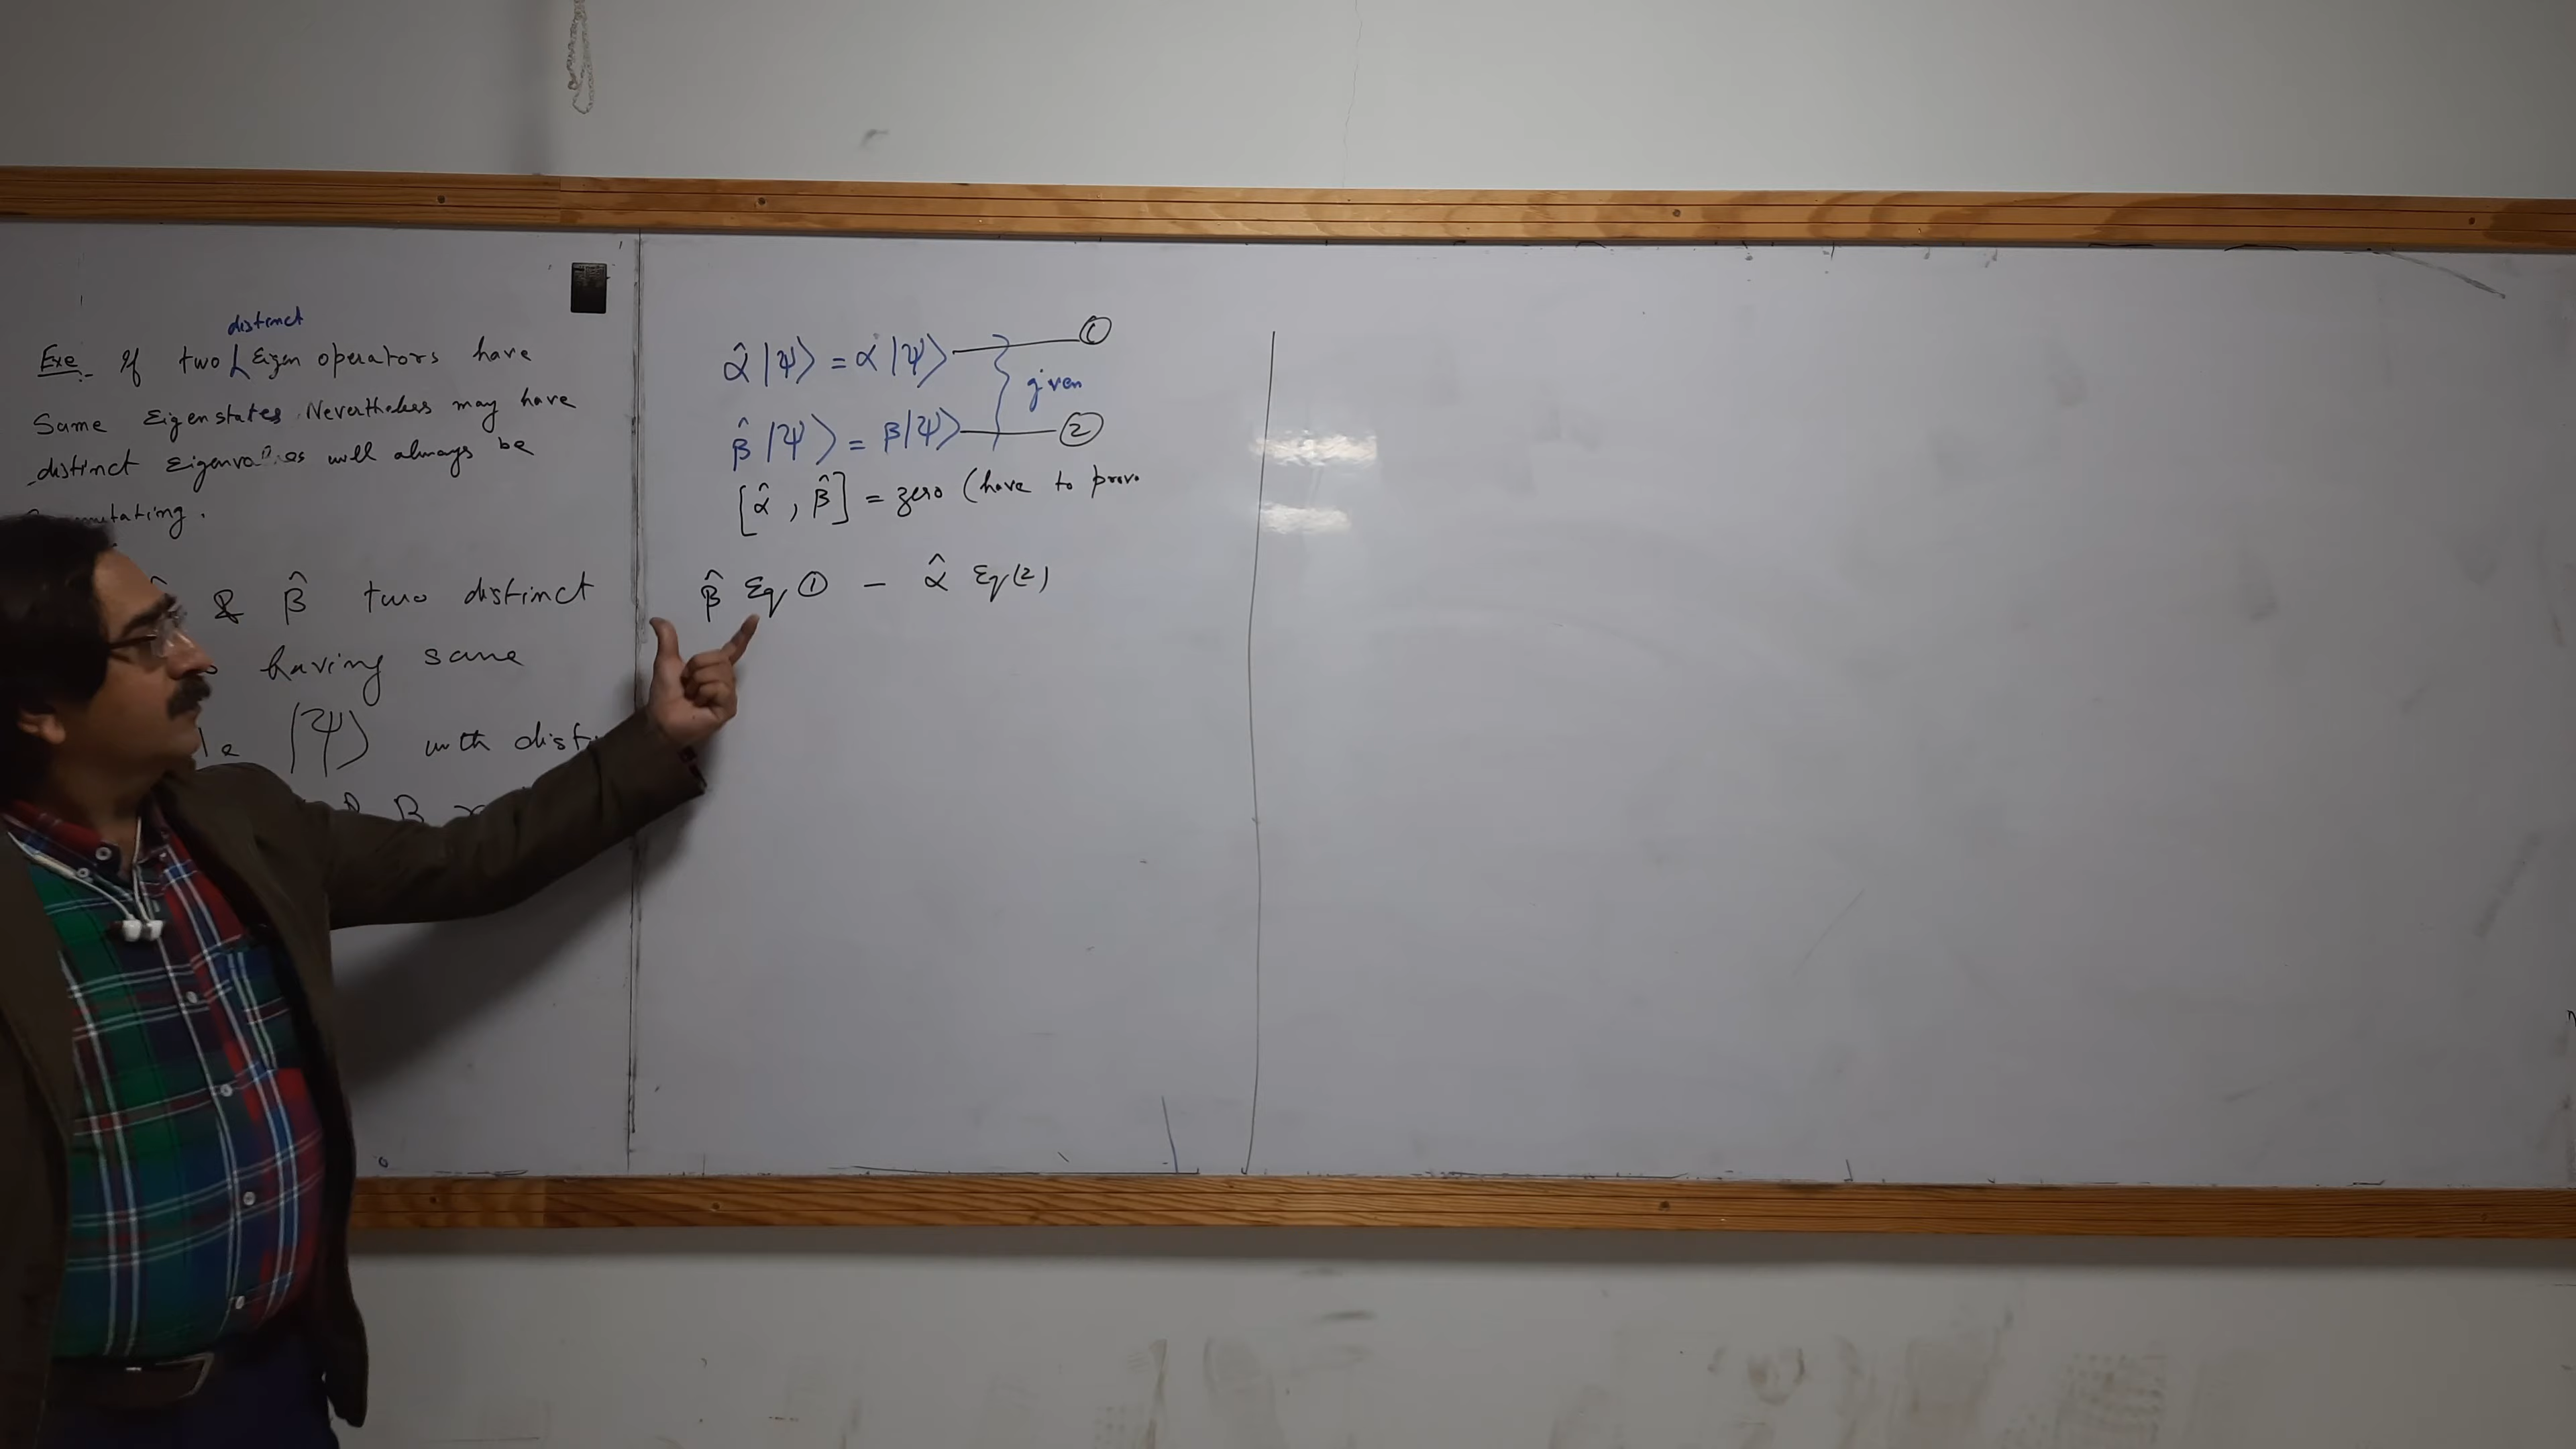 distinct
Exe:- If two Eigen operators have
Same Eigenstates Nevertheless may have
distinct Eigenvalues will always be
mutating.
& β̂ two distinct
having same
|Ψ⟩ with dist
β
α̂ |Ψ⟩ = α |Ψ⟩ ①
given
β̂ |Ψ⟩ = β |Ψ⟩ ②
[α̂ , β̂] = zero (have to prove
β̂ Eq ① − α̂ Eq(2)